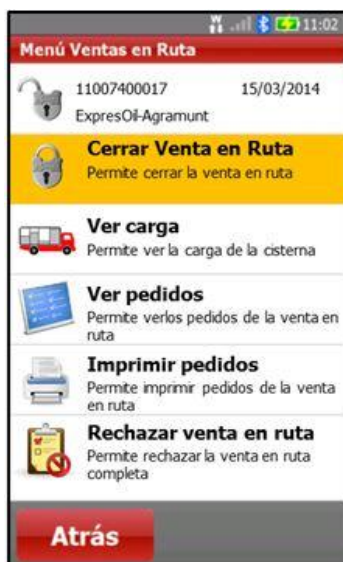 11:02
Menú Ventas en Ruta
11007400017 15/03/2014
ExpresOil-Agramunt
Cerrar Venta en Ruta
Permite cerrar la venta en ruta
Ver carga
Permite ver la carga de la cisterna
Ver pedidos
Permite verlos pedidos de la venta en
ruta
Imprimir pedidos
Permite imprimir pedidos de la venta
en ruta
Rechazar venta en ruta
Permite rechazar la venta en ruta
completa
Atrás